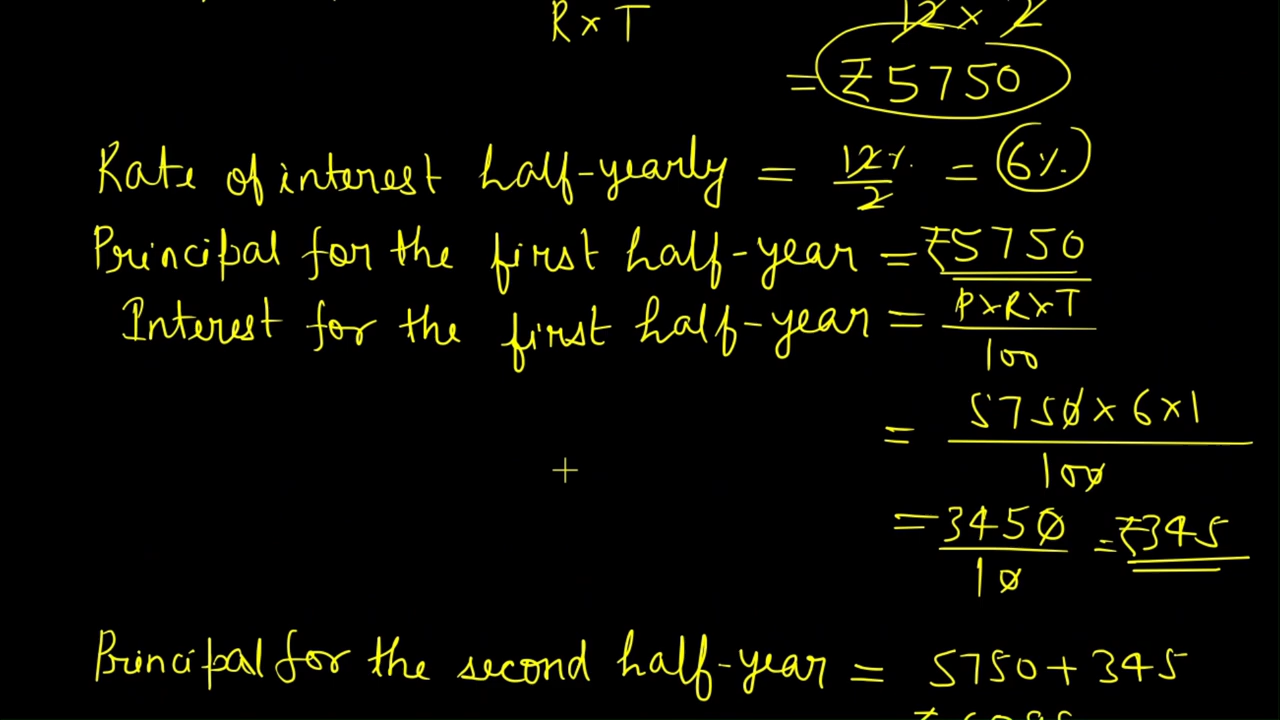 R×T
12 × 2
= ₹5750
Rate of interest half-yearly = 12%/2 = 6%
Principal for the first half-year = ₹5750
Interest for the first half-year = P×R×T/100
= 5750×6×1/100
= 3450/10 = ₹345
Principal for the second half-year = 5750+345